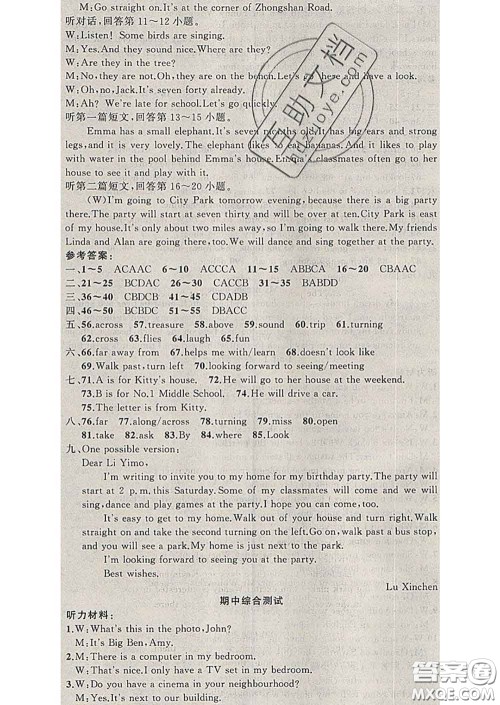 M:Go straight on.It's at the corner of Zhongshan Road.
听对话,回答第11～12小题。
W:Listen! Some birds are singing.
M:Yes.And they sound nice.Where are they?
W:Are they in the tree?
M:No,they are not.Oh,they are on the bench.Let's go there and have a look.
W:Oh,no,Jack.It's seven forty already.
M:Ah? We're late for school.Let's go quickly.
听第一篇短文,回答第13～15小题。
Emma has a small elephant.It's seven months old.It has big ears and strong
legs,and it is very lovely.The elephant likes to eat bananas.And it likes to play
with water in the pool behind Emma's house.Emma's classmates often go to
her house to see it and play with it.
听第二篇短文,回答第16～20小题。
(W)I'm going to City Park tomorrow evening,because there is a big party
there.The party will start at seven thirty and will be over at ten.City Park is east
of my house.It's only about two miles away,so I'm going to walk there.My friends
Linda and Alan are going there,too.We will dance and sing together at the party.
参考答案:
一、1～5 ACAAC 6～10 ACCCA 11～15 ABBCA 16～20 CBAAC
二、21～25 BCDAC 26～30 CACCB 31～35 BABDD
三、36～40 CBDCB 41～45 CDADB
四、46～50 BCBDC 51～55 DBACC
五、56.across 57.treasure 58.above 59.sound 60.trip 61.turning
62.cross 63.flies 64.laugh 65.fun
六、66.far away from 67.helps me with/learn 68.doesn't look like
69.Walk past,turn left 70.looking forward to seeing/meeting
七、71.A is for Kitty's house. 72.He will go to her house at the weekend.
73.B is for No.1 Middle School. 74.He will drive a car.
75.The letter is from Kitty.
八、76.far 77.along/across 78.turning 79.miss 80.open
81.take 82.ask 83.By 84.where 85.Look
九、One possible version:
Dear Li Yimo,
I'm writing to invite you to my home for my birthday party.The party will
start at 2 p.m.this Saturday.Some of my classmates will come and we will
sing,dance and play games at the party.I hope you can come,too.
It's easy to get to my home.Walk out of your house and turn right.Walk
straight on and take the second turning on the left.Go on,walk past a bus stop,
and you will see a park.My home is just next to the park.
I'm looking forward to seeing you at the party.
Best wishes.
Lu Xinchen
期中综合测试
听力材料:
1.W:What's this in the photo,John?
M:It's Big Ben,Amy.
2.M:There is a computer in my bedroom.
W:That's nice.I only have a TV set in my bedroom.
3.W:Do you have a cinema in your neighbourhood?
M:Yes.It's next to our building.
互助文档
hdzoyoe.com
答案圈
MXQE.COM